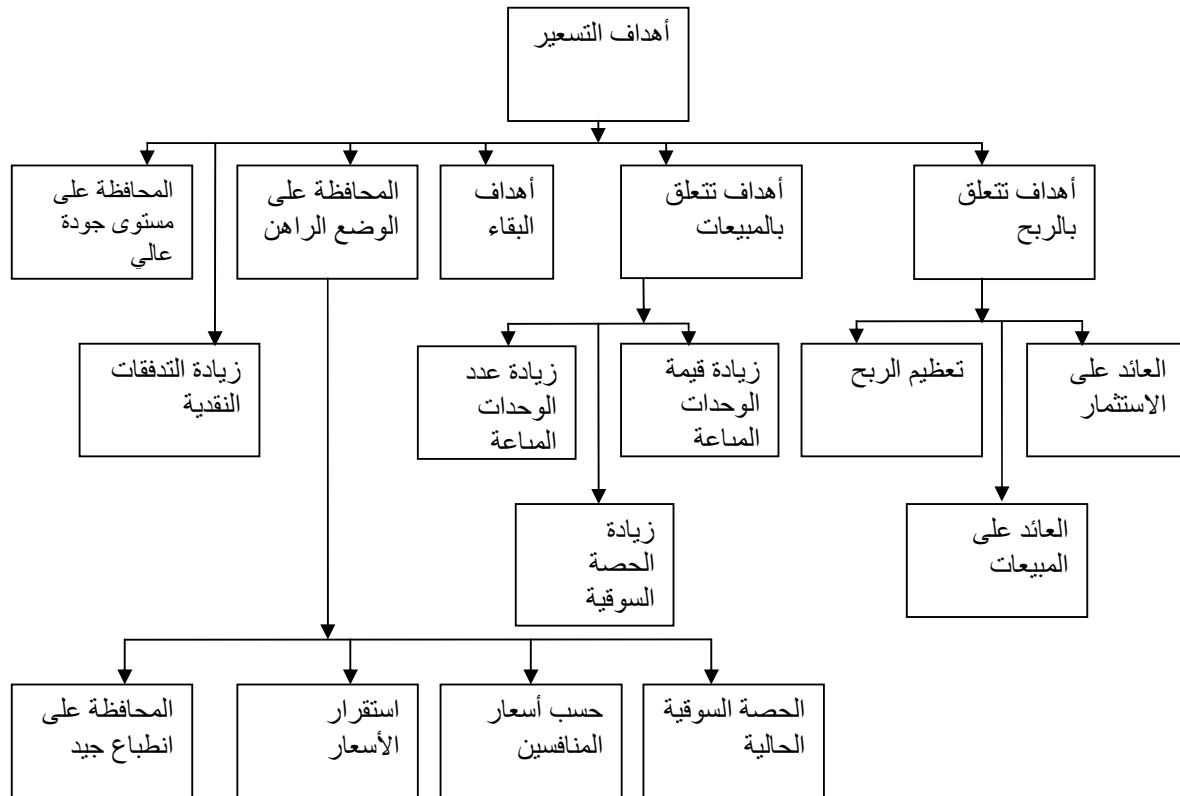 أهداف التسعير
أهداف تتعلق
بالربح
أهداف تتعلق
بالمبيعات
أهداف
البقاء
المحافظة على
الوضع الراهن
المحافظة على
مستوى جودة
عالي
العائد على
الاستثمار
تعظيم الربح
زيادة قيمة
الوحدات
المباعة
زيادة عدد
الوحدات
المباعة
زيادة التدفقات
النقدية
العائد على
المبيعات
زيادة
الحصة
السوقية
الحصة السوقية
الحالية
حسب أسعار
المنافسين
استقرار
الأسعار
المحافظة على
انطباع جيد